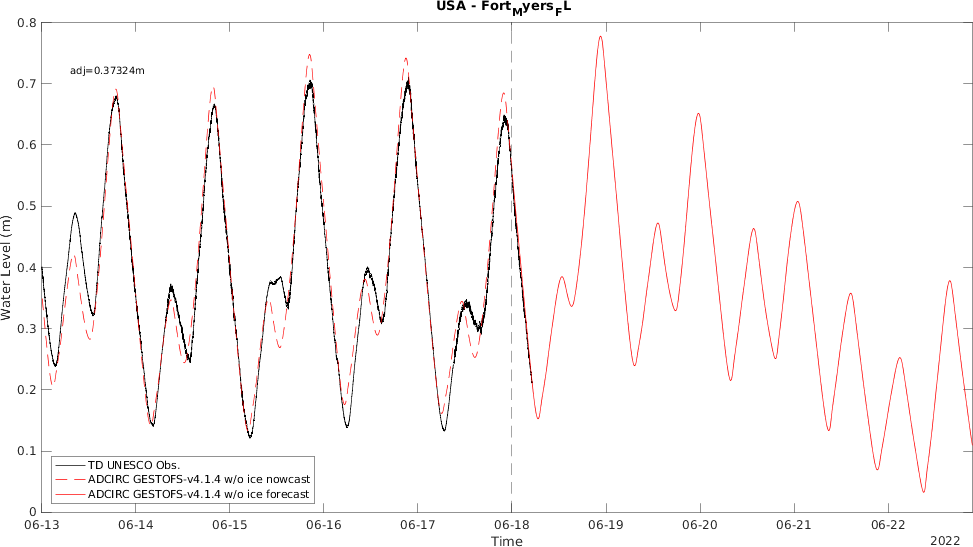 USA - Fort_Myers_FL
0.8
0.7
0.6
0.5
0.4
0.3
0.2
0.1
0
Water Level (m)
adj=0.37324m
TD UNESCO Obs.
ADCIRC GESTOFS-v4.1.4 w/o ice nowcast
ADCIRC GESTOFS-v4.1.4 w/o ice forecast
06-13 06-14 06-15 06-16 06-17 06-18 06-19 06-20 06-21 06-22
Time
2022